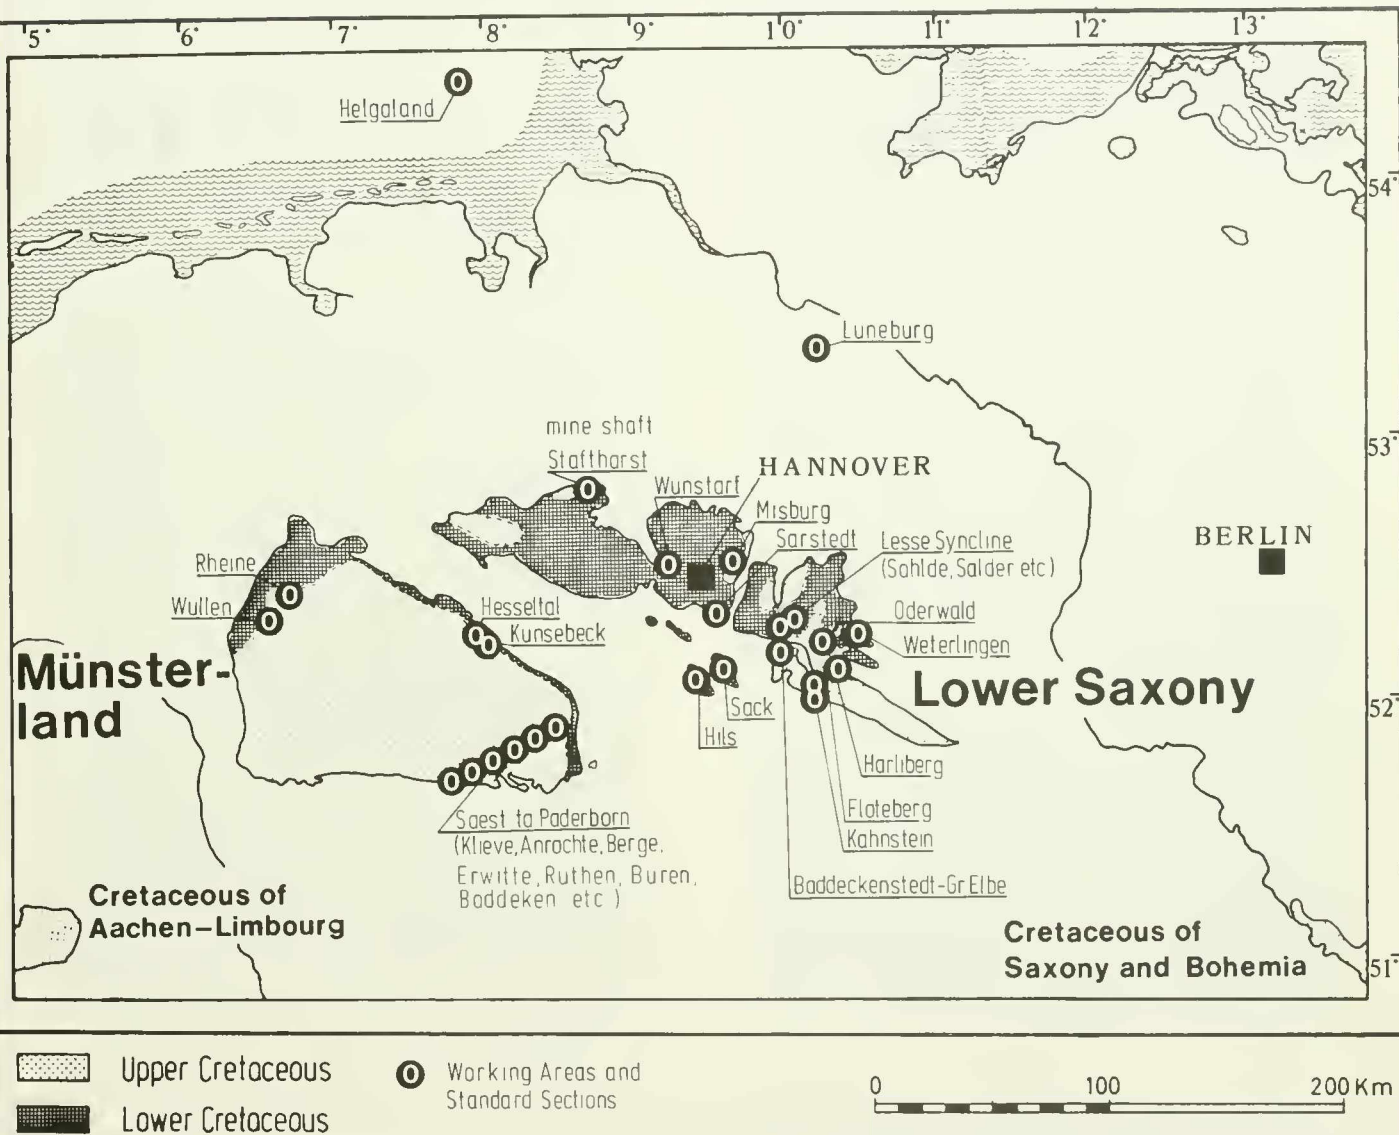 5° 6° 7° 8° 9° 10° 11° 12° 13°
Helgoland
54°
Luneburg
53°
mine shaft
Stafthorst
HANNOVER
Wunstorf
Misburg
Sarstedt
Lesse Syncline
(Sohlde, Salder etc)
BERLIN
Rheine
Wullen
Hesseltal
Kunsebeck
Oderwald
Weterlingen
Münster-
land
Lower Saxony
52°
Sack
Hils
Harliberg
Floteberg
Kahnstein
Baddeckenstedt-Gr Elbe
Soest to Paderborn
(Klieve, Anrochte, Berge,
Erwitte, Ruthen, Buren,
Boddeken etc )
Cretaceous of
Aachen–Limbourg
Cretaceous of
Saxony and Bohemia
51°
Upper Cretaceous
Lower Cretaceous
Working Areas and
Standard Sections
0 100 200 Km